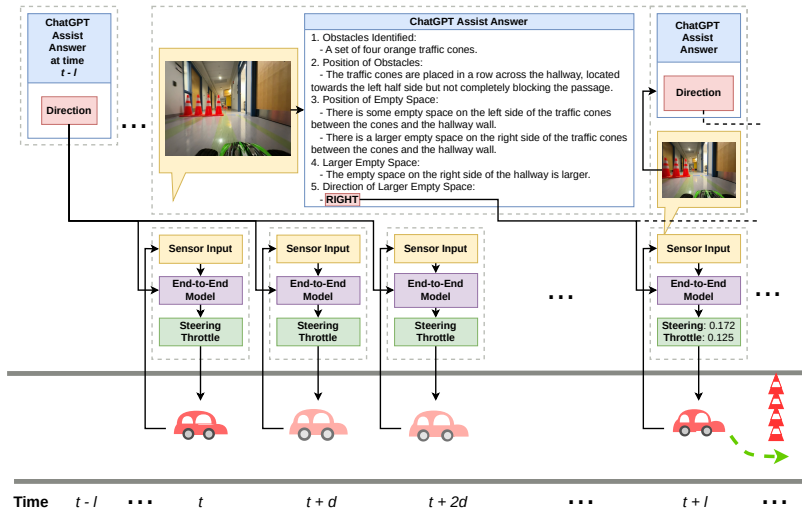 ChatGPT
Assist
Answer
at time
t - l
Direction
...
ChatGPT Assist Answer
1. Obstacles Identified:
- A set of four orange traffic cones.
2. Position of Obstacles:
- The traffic cones are placed in a row across the hallway, located
towards the left half side but not completely blocking the passage.
3. Position of Empty Space:
- There is some empty space on the left side of the traffic cones
between the cones and the hallway wall.
- There is a larger empty space on the right side of the traffic cones
between the cones and the hallway wall.
4. Larger Empty Space:
- The empty space on the right side of the hallway is larger.
5. Direction of Larger Empty Space:
- RIGHT
ChatGPT
Assist
Answer
Direction
Sensor Input
End-to-End
Model
Steering
Throttle
Sensor Input
End-to-End
Model
Steering
Throttle
Sensor Input
End-to-End
Model
Steering
Throttle
...
Sensor Input
End-to-End
Model
Steering: 0.172
Throttle: 0.125
...
Time t - l ... t t + d t + 2d ... t + l ...